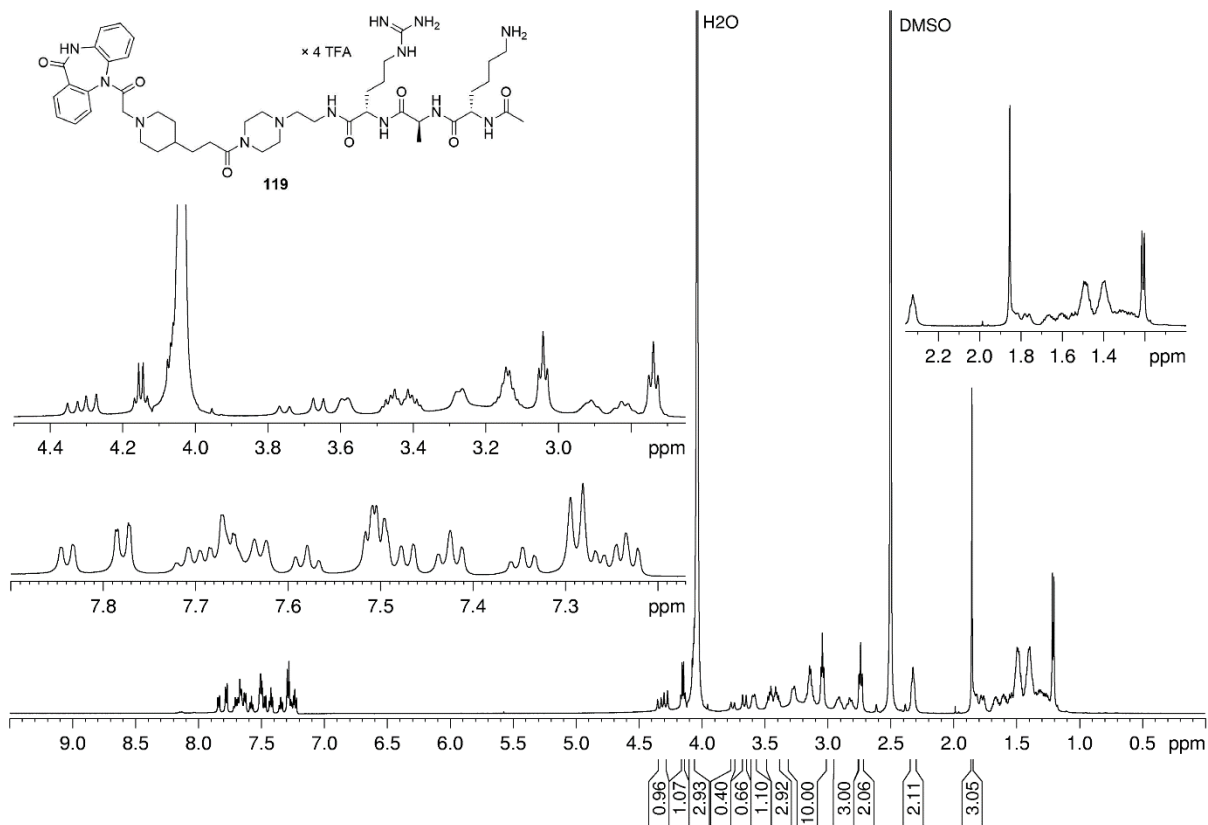 HN
O
N
O
N
O
N
N
H
N
O
HN
NH2
NH
N
H
O
H
N
O
NH2
N
H
O
× 4 TFA
119
H2O
DMSO
2.2 2.0 1.8 1.6 1.4 ppm
4.4 4.2 4.0 3.8 3.6 3.4 3.2 3.0 ppm
7.8 7.7 7.6 7.5 7.4 7.3 ppm
9.0 8.5 8.0 7.5 7.0 6.5 6.0 5.5 5.0 4.5 4.0 3.5 3.0 2.5 2.0 1.5 1.0 0.5 ppm
0.96 1.07 2.93 0.40 0.66 1.10 2.92 10.00 3.00 2.06 2.11 3.05